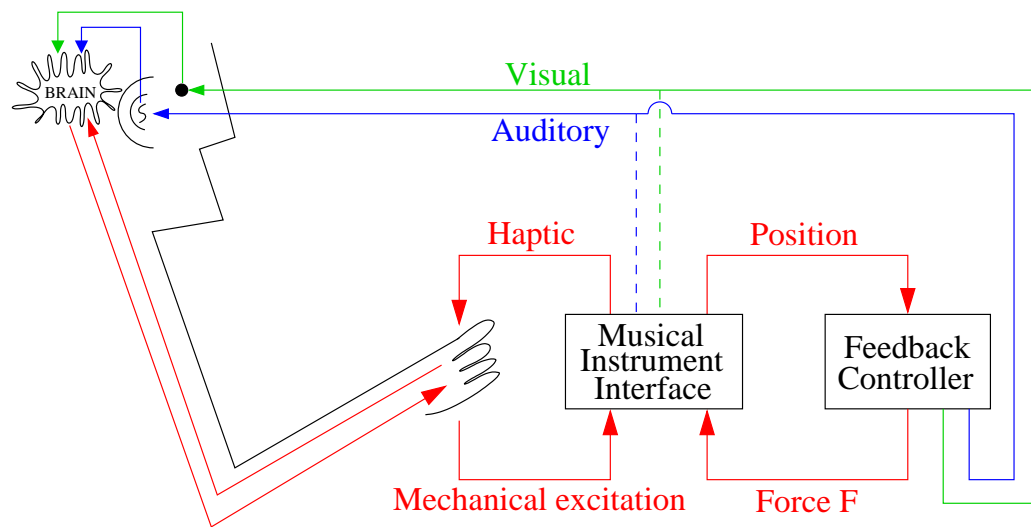 Visual
BRAIN
Auditory
Haptic
Position
Musical
Instrument
Interface
Feedback
Controller
Mechanical excitation
Force F